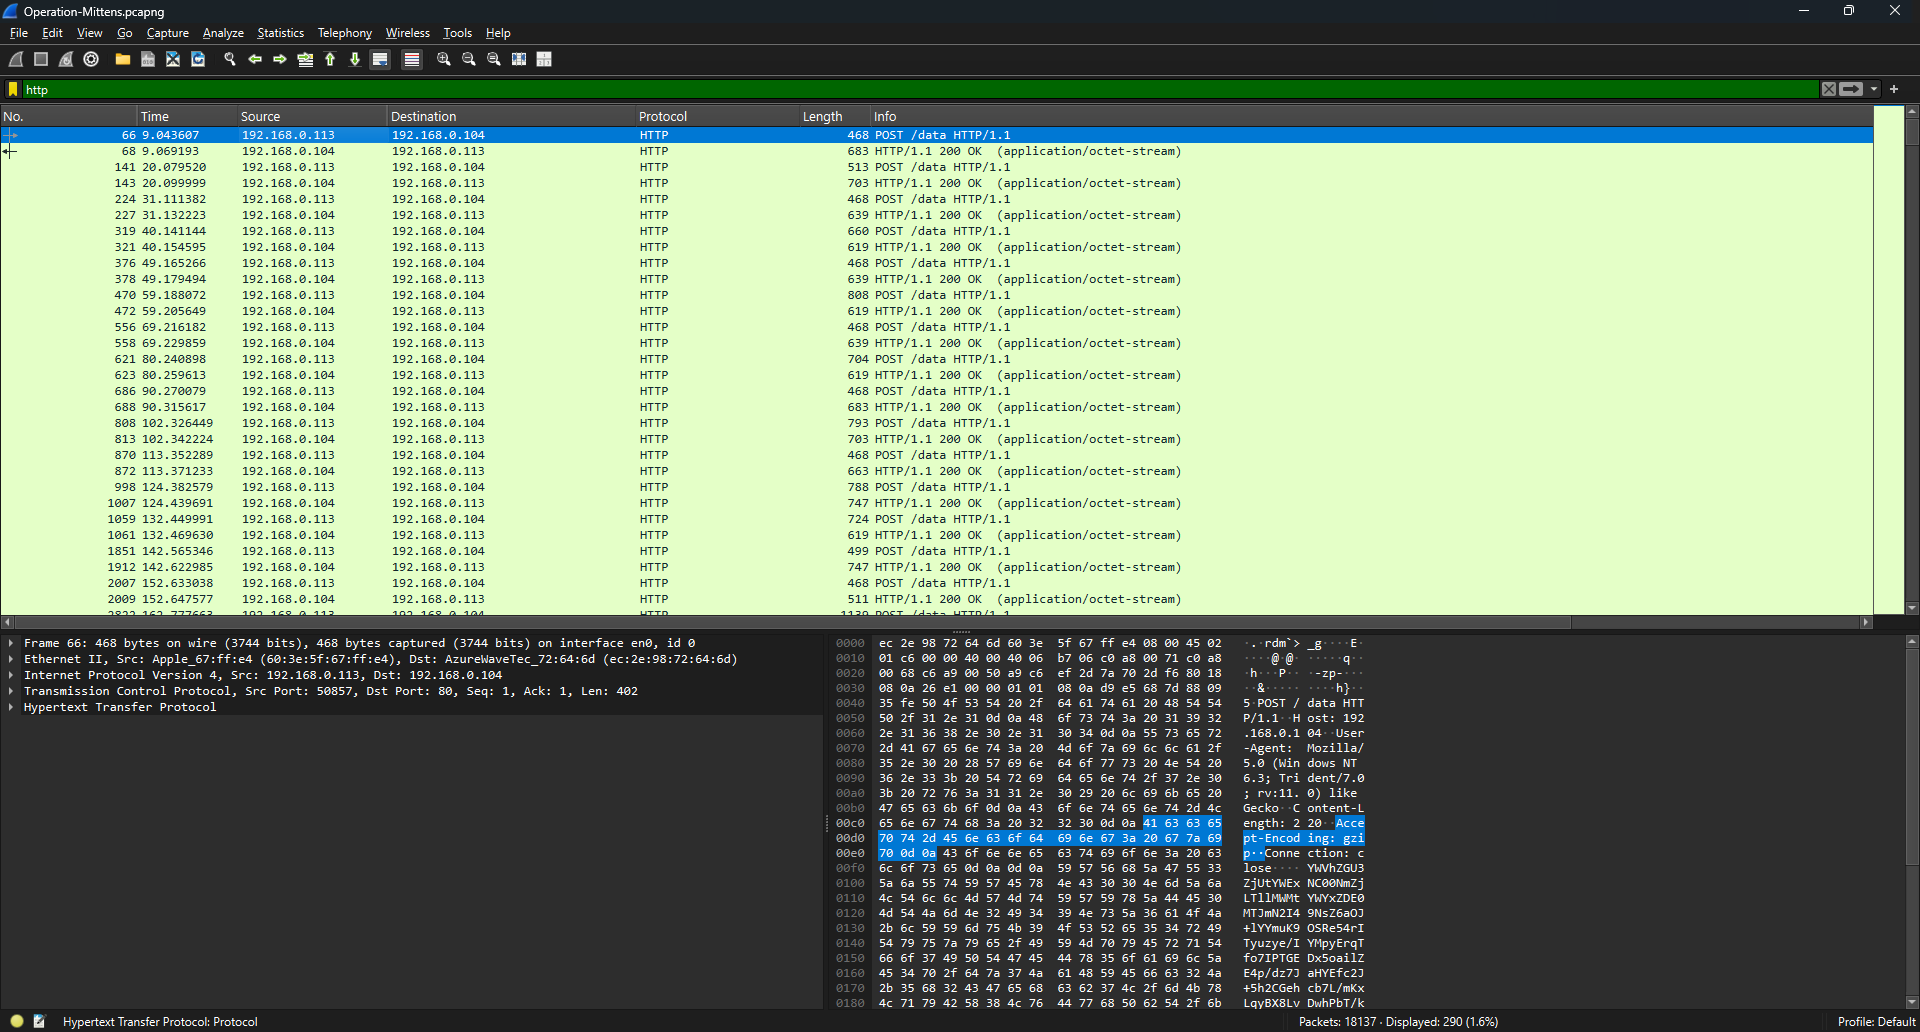 Operation-Mittens.pcapng
File Edit View Go Capture Analyze Statistics Telephony Wireless Tools Help
http
No. Time Source Destination Protocol Length Info
66 9.043607 192.168.0.113 192.168.0.104 HTTP 468 POST /data HTTP/1.1
68 9.069193 192.168.0.104 192.168.0.113 HTTP 683 HTTP/1.1 200 OK (application/octet-stream)
141 20.079520 192.168.0.113 192.168.0.104 HTTP 513 POST /data HTTP/1.1
143 20.099999 192.168.0.104 192.168.0.113 HTTP 703 HTTP/1.1 200 OK (application/octet-stream)
224 31.111382 192.168.0.113 192.168.0.104 HTTP 468 POST /data HTTP/1.1
227 31.132223 192.168.0.104 192.168.0.113 HTTP 639 HTTP/1.1 200 OK (application/octet-stream)
319 40.141144 192.168.0.113 192.168.0.104 HTTP 660 POST /data HTTP/1.1
321 40.154595 192.168.0.104 192.168.0.113 HTTP 619 HTTP/1.1 200 OK (application/octet-stream)
376 49.165266 192.168.0.113 192.168.0.104 HTTP 468 POST /data HTTP/1.1
378 49.179494 192.168.0.104 192.168.0.113 HTTP 639 HTTP/1.1 200 OK (application/octet-stream)
470 59.188072 192.168.0.113 192.168.0.104 HTTP 808 POST /data HTTP/1.1
472 59.205649 192.168.0.104 192.168.0.113 HTTP 619 HTTP/1.1 200 OK (application/octet-stream)
556 69.216182 192.168.0.113 192.168.0.104 HTTP 468 POST /data HTTP/1.1
558 69.229859 192.168.0.104 192.168.0.113 HTTP 639 HTTP/1.1 200 OK (application/octet-stream)
621 80.240898 192.168.0.113 192.168.0.104 HTTP 704 POST /data HTTP/1.1
623 80.259613 192.168.0.104 192.168.0.113 HTTP 619 HTTP/1.1 200 OK (application/octet-stream)
686 90.270079 192.168.0.113 192.168.0.104 HTTP 468 POST /data HTTP/1.1
688 90.315617 192.168.0.104 192.168.0.113 HTTP 683 HTTP/1.1 200 OK (application/octet-stream)
808 102.326449 192.168.0.113 192.168.0.104 HTTP 793 POST /data HTTP/1.1
813 102.342224 192.168.0.104 192.168.0.113 HTTP 703 HTTP/1.1 200 OK (application/octet-stream)
870 113.352289 192.168.0.113 192.168.0.104 HTTP 468 POST /data HTTP/1.1
872 113.371233 192.168.0.104 192.168.0.113 HTTP 663 HTTP/1.1 200 OK (application/octet-stream)
998 124.382579 192.168.0.113 192.168.0.104 HTTP 788 POST /data HTTP/1.1
1007 124.439691 192.168.0.104 192.168.0.113 HTTP 747 HTTP/1.1 200 OK (application/octet-stream)
1059 132.449991 192.168.0.113 192.168.0.104 HTTP 724 POST /data HTTP/1.1
1061 132.469630 192.168.0.104 192.168.0.113 HTTP 619 HTTP/1.1 200 OK (application/octet-stream)
1851 142.565346 192.168.0.113 192.168.0.104 HTTP 499 POST /data HTTP/1.1
1912 142.622985 192.168.0.104 192.168.0.113 HTTP 747 HTTP/1.1 200 OK (application/octet-stream)
2007 152.633038 192.168.0.113 192.168.0.104 HTTP 468 POST /data HTTP/1.1
2009 152.647577 192.168.0.104 192.168.0.113 HTTP 511 HTTP/1.1 200 OK (application/octet-stream)
Frame 66: 468 bytes on wire (3744 bits), 468 bytes captured (3744 bits) on interface en0, id 0
Ethernet II, Src: Apple_67:ff:e4 (60:3e:5f:67:ff:e4), Dst: AzureWaveTec_72:64:6d (ec:2e:98:72:64:6d)
Internet Protocol Version 4, Src: 192.168.0.113, Dst: 192.168.0.104
Transmission Control Protocol, Src Port: 50857, Dst Port: 80, Seq: 1, Ack: 1, Len: 402
Hypertext Transfer Protocol
0000 ec 2e 98 72 64 6d 60 3e 5f 67 ff e4 08 00 45 02 ·.·rdm`> _g····E·
0010 01 c6 00 00 40 00 40 06 b7 06 c0 a8 00 71 c0 a8 ····@·@· ·····q··
0020 00 68 c6 a9 00 50 a9 c6 ef 2d 7a 70 2d f6 80 18 ·h···P·· ·-zp-···
0030 08 0a 26 e1 00 00 01 01 08 0a d9 e5 68 7d 88 09 ··&····· ····h}··
0040 35 fe 50 4f 53 54 20 2f 64 61 74 61 20 48 54 54 5·POST / data HTT
0050 50 2f 31 2e 31 0d 0a 48 6f 73 74 3a 20 31 39 32 P/1.1··H ost: 192
0060 2e 31 36 38 2e 30 2e 31 30 34 0d 0a 55 73 65 72 .168.0.1 04··User
0070 2d 41 67 65 6e 74 3a 20 4d 6f 7a 69 6c 6c 61 2f -Agent: Mozilla/
0080 35 2e 30 20 28 57 69 6e 64 6f 77 73 20 4e 54 20 5.0 (Win dows NT
0090 36 2e 33 3b 20 54 72 69 64 65 6e 74 2f 37 2e 30 6.3; Tri dent/7.0
00a0 3b 20 72 76 3a 31 31 2e 30 29 20 6c 69 6b 65 20 ; rv:11. 0) like
00b0 47 65 63 6b 6f 0d 0a 43 6f 6e 74 65 6e 74 2d 4c Gecko··C ontent-L
00c0 65 6e 67 74 68 3a 20 32 32 30 0d 0a 41 63 63 65 ength: 2 20··Acce
00d0 70 74 2d 45 6e 63 6f 64 69 6e 67 3a 20 67 7a 69 pt-Encod ing: gzi
00e0 70 0d 0a 43 6f 6e 6e 65 63 74 69 6f 6e 3a 20 63 p··Conne ction: c
00f0 6c 6f 73 65 0d 0a 0d 0a 59 57 56 68 5a 47 55 33 lose···· YWVhZGU3
0100 5a 6a 55 74 59 57 45 78 4e 43 30 30 4e 6d 5a 6a ZjUtYWEx NC00NmZj
0110 4c 54 6c 6c 4d 57 4d 74 59 57 59 78 5a 44 45 30 LTllMWMt YWYxZDE0
0120 4d 54 4a 6d 4e 32 49 34 39 4e 73 5a 36 61 4f 4a MTJmN2I4 9NsZ6aOJ
0130 2b 6c 59 59 6d 75 4b 39 4f 53 52 65 35 34 72 49 +lYYmuK9 OSRe54rI
0140 54 79 75 7a 79 65 2f 49 59 4d 70 79 45 72 71 54 Tyuzye/I YMpyErqT
0150 66 6f 37 49 50 54 47 45 44 78 35 6f 61 69 6c 5a fo7IPTGE Dx5oailZ
0160 45 34 70 2f 64 7a 37 4a 61 48 59 45 66 63 32 4a E4p/dz7J aHYEfc2J
0170 2b 35 68 32 43 47 65 68 63 62 37 4c 2f 6d 4b 78 +5h2CGeh cb7L/mKx
0180 4c 71 79 42 58 38 4c 76 44 77 68 50 62 54 2f 6b LqyBX8Lv DwhPbT/k
Hypertext Transfer Protocol: Protocol
Packets: 18137 · Displayed: 290 (1.6%)
Profile: Default